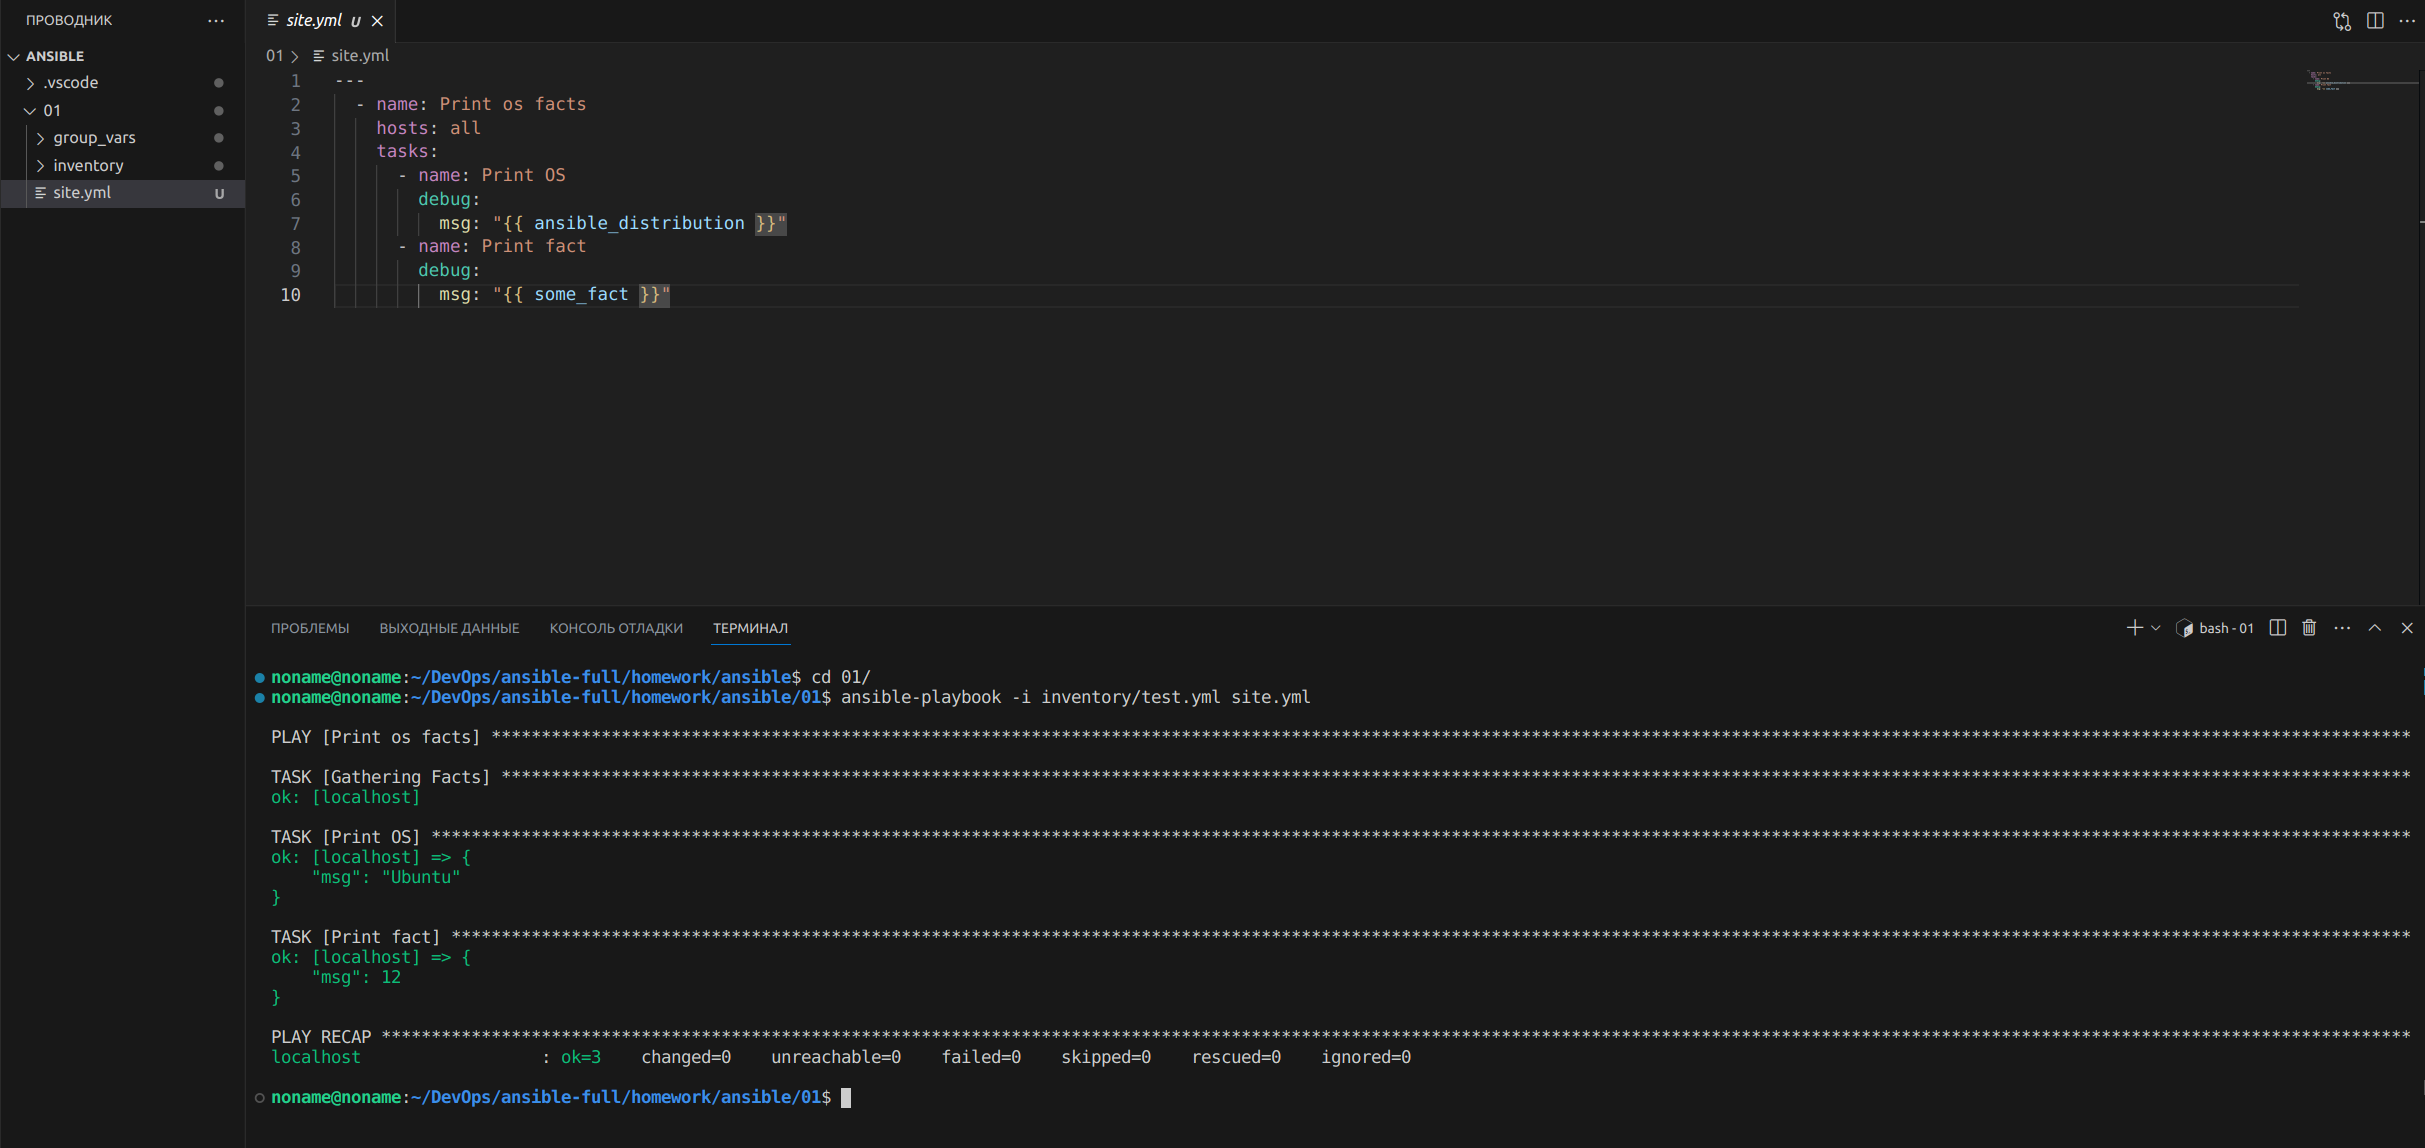 ПРОВОДНИК
ANSIBLE
.vscode
01
group_vars
inventory
site.yml U
site.yml U
01 > site.yml
1 ---
2   - name: Print os facts
3     hosts: all
4     tasks:
5       - name: Print OS
6         debug:
7           msg: "{{ ansible_distribution }}"
8       - name: Print fact
9         debug:
10          msg: "{{ some_fact }}"
ПРОБЛЕМЫ ВЫХОДНЫЕ ДАННЫЕ КОНСОЛЬ ОТЛАДКИ ТЕРМИНАЛ bash - 01
noname@noname:~/DevOps/ansible-full/homework/ansible$ cd 01/
noname@noname:~/DevOps/ansible-full/homework/ansible/01$ ansible-playbook -i inventory/test.yml site.yml
PLAY [Print os facts] ************************************************************************************************************************************************************************************************
TASK [Gathering Facts] ***********************************************************************************************************************************************************************************************
ok: [localhost]
TASK [Print OS] ******************************************************************************************************************************************************************************************************
ok: [localhost] => {
    "msg": "Ubuntu"
}
TASK [Print fact] ****************************************************************************************************************************************************************************************************
ok: [localhost] => {
    "msg": 12
}
PLAY RECAP ***********************************************************************************************************************************************************************************************************
localhost                  : ok=3    changed=0    unreachable=0    failed=0    skipped=0    rescued=0    ignored=0
noname@noname:~/DevOps/ansible-full/homework/ansible/01$